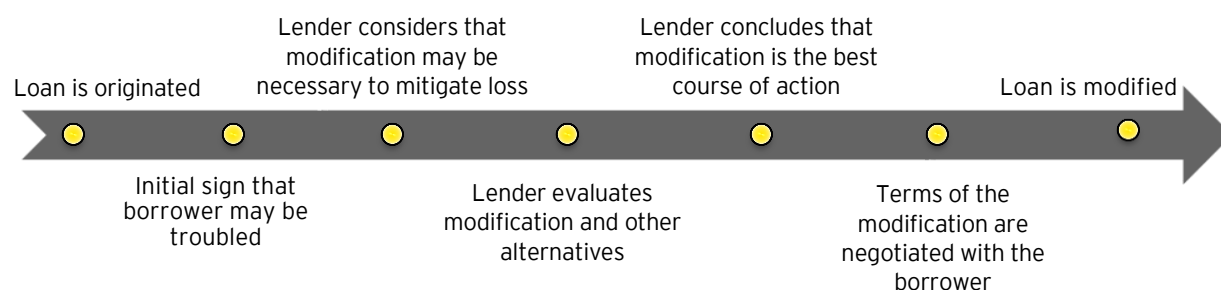 Loan is originated
Initial sign that
borrower may be
troubled
Lender considers that
modification may be
necessary to mitigate loss
Lender evaluates
modification and other
alternatives
Lender concludes that
modification is the best
course of action
Terms of the
modification are
negotiated with the
borrower
Loan is modified